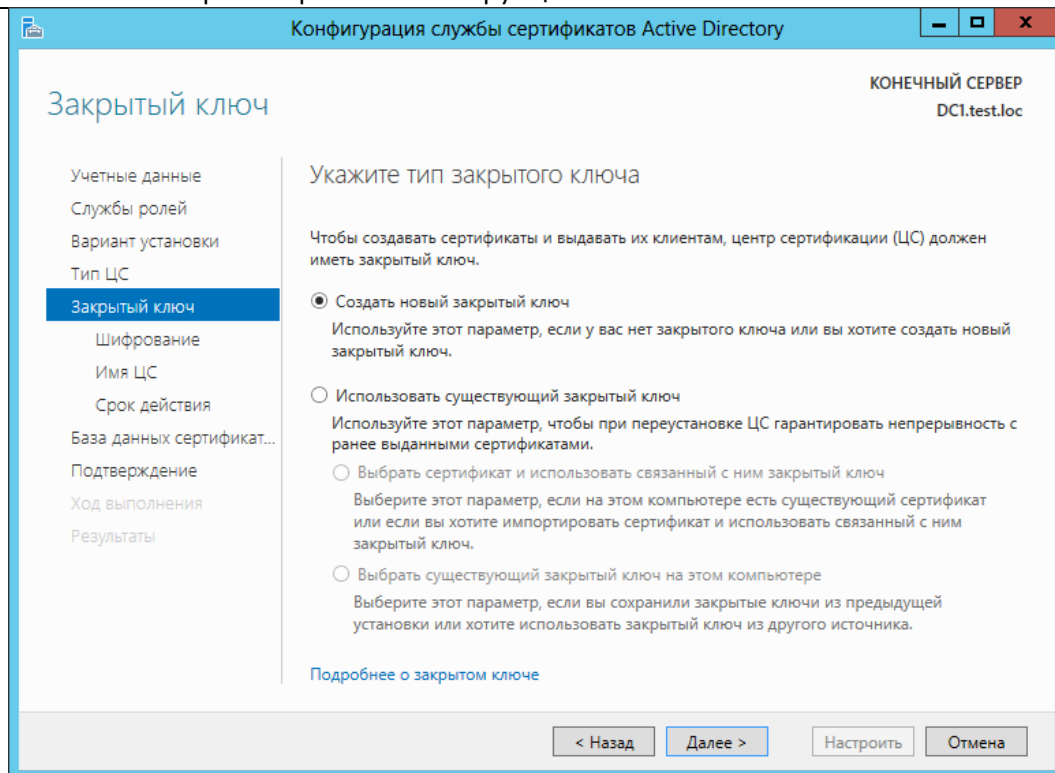 Конфигурация службы сертификатов Active Directory
Закрытый ключ
КОНЕЧНЫЙ СЕРВЕР
DC1.test.loc
Учетные данные
Службы ролей
Вариант установки
Тип ЦС
Закрытый ключ
Шифрование
Имя ЦС
Срок действия
База данных сертификат...
Подтверждение
Ход выполнения
Результаты
Укажите тип закрытого ключа
Чтобы создавать сертификаты и выдавать их клиентам, центр сертификации (ЦС) должен
иметь закрытый ключ.
Создать новый закрытый ключ
Используйте этот параметр, если у вас нет закрытого ключа или вы хотите создать новый
закрытый ключ.
Использовать существующий закрытый ключ
Используйте этот параметр, чтобы при переустановке ЦС гарантировать непрерывность с
ранее выданными сертификатами.
Выбрать сертификат и использовать связанный с ним закрытый ключ
Выберите этот параметр, если на этом компьютере есть существующий сертификат
или если вы хотите импортировать сертификат и использовать связанный с ним
закрытый ключ.
Выбрать существующий закрытый ключ на этом компьютере
Выберите этот параметр, если вы сохранили закрытые ключи из предыдущей
установки или хотите использовать закрытый ключ из другого источника.
Подробнее о закрытом ключе
< Назад
Далее >
Настроить
Отмена